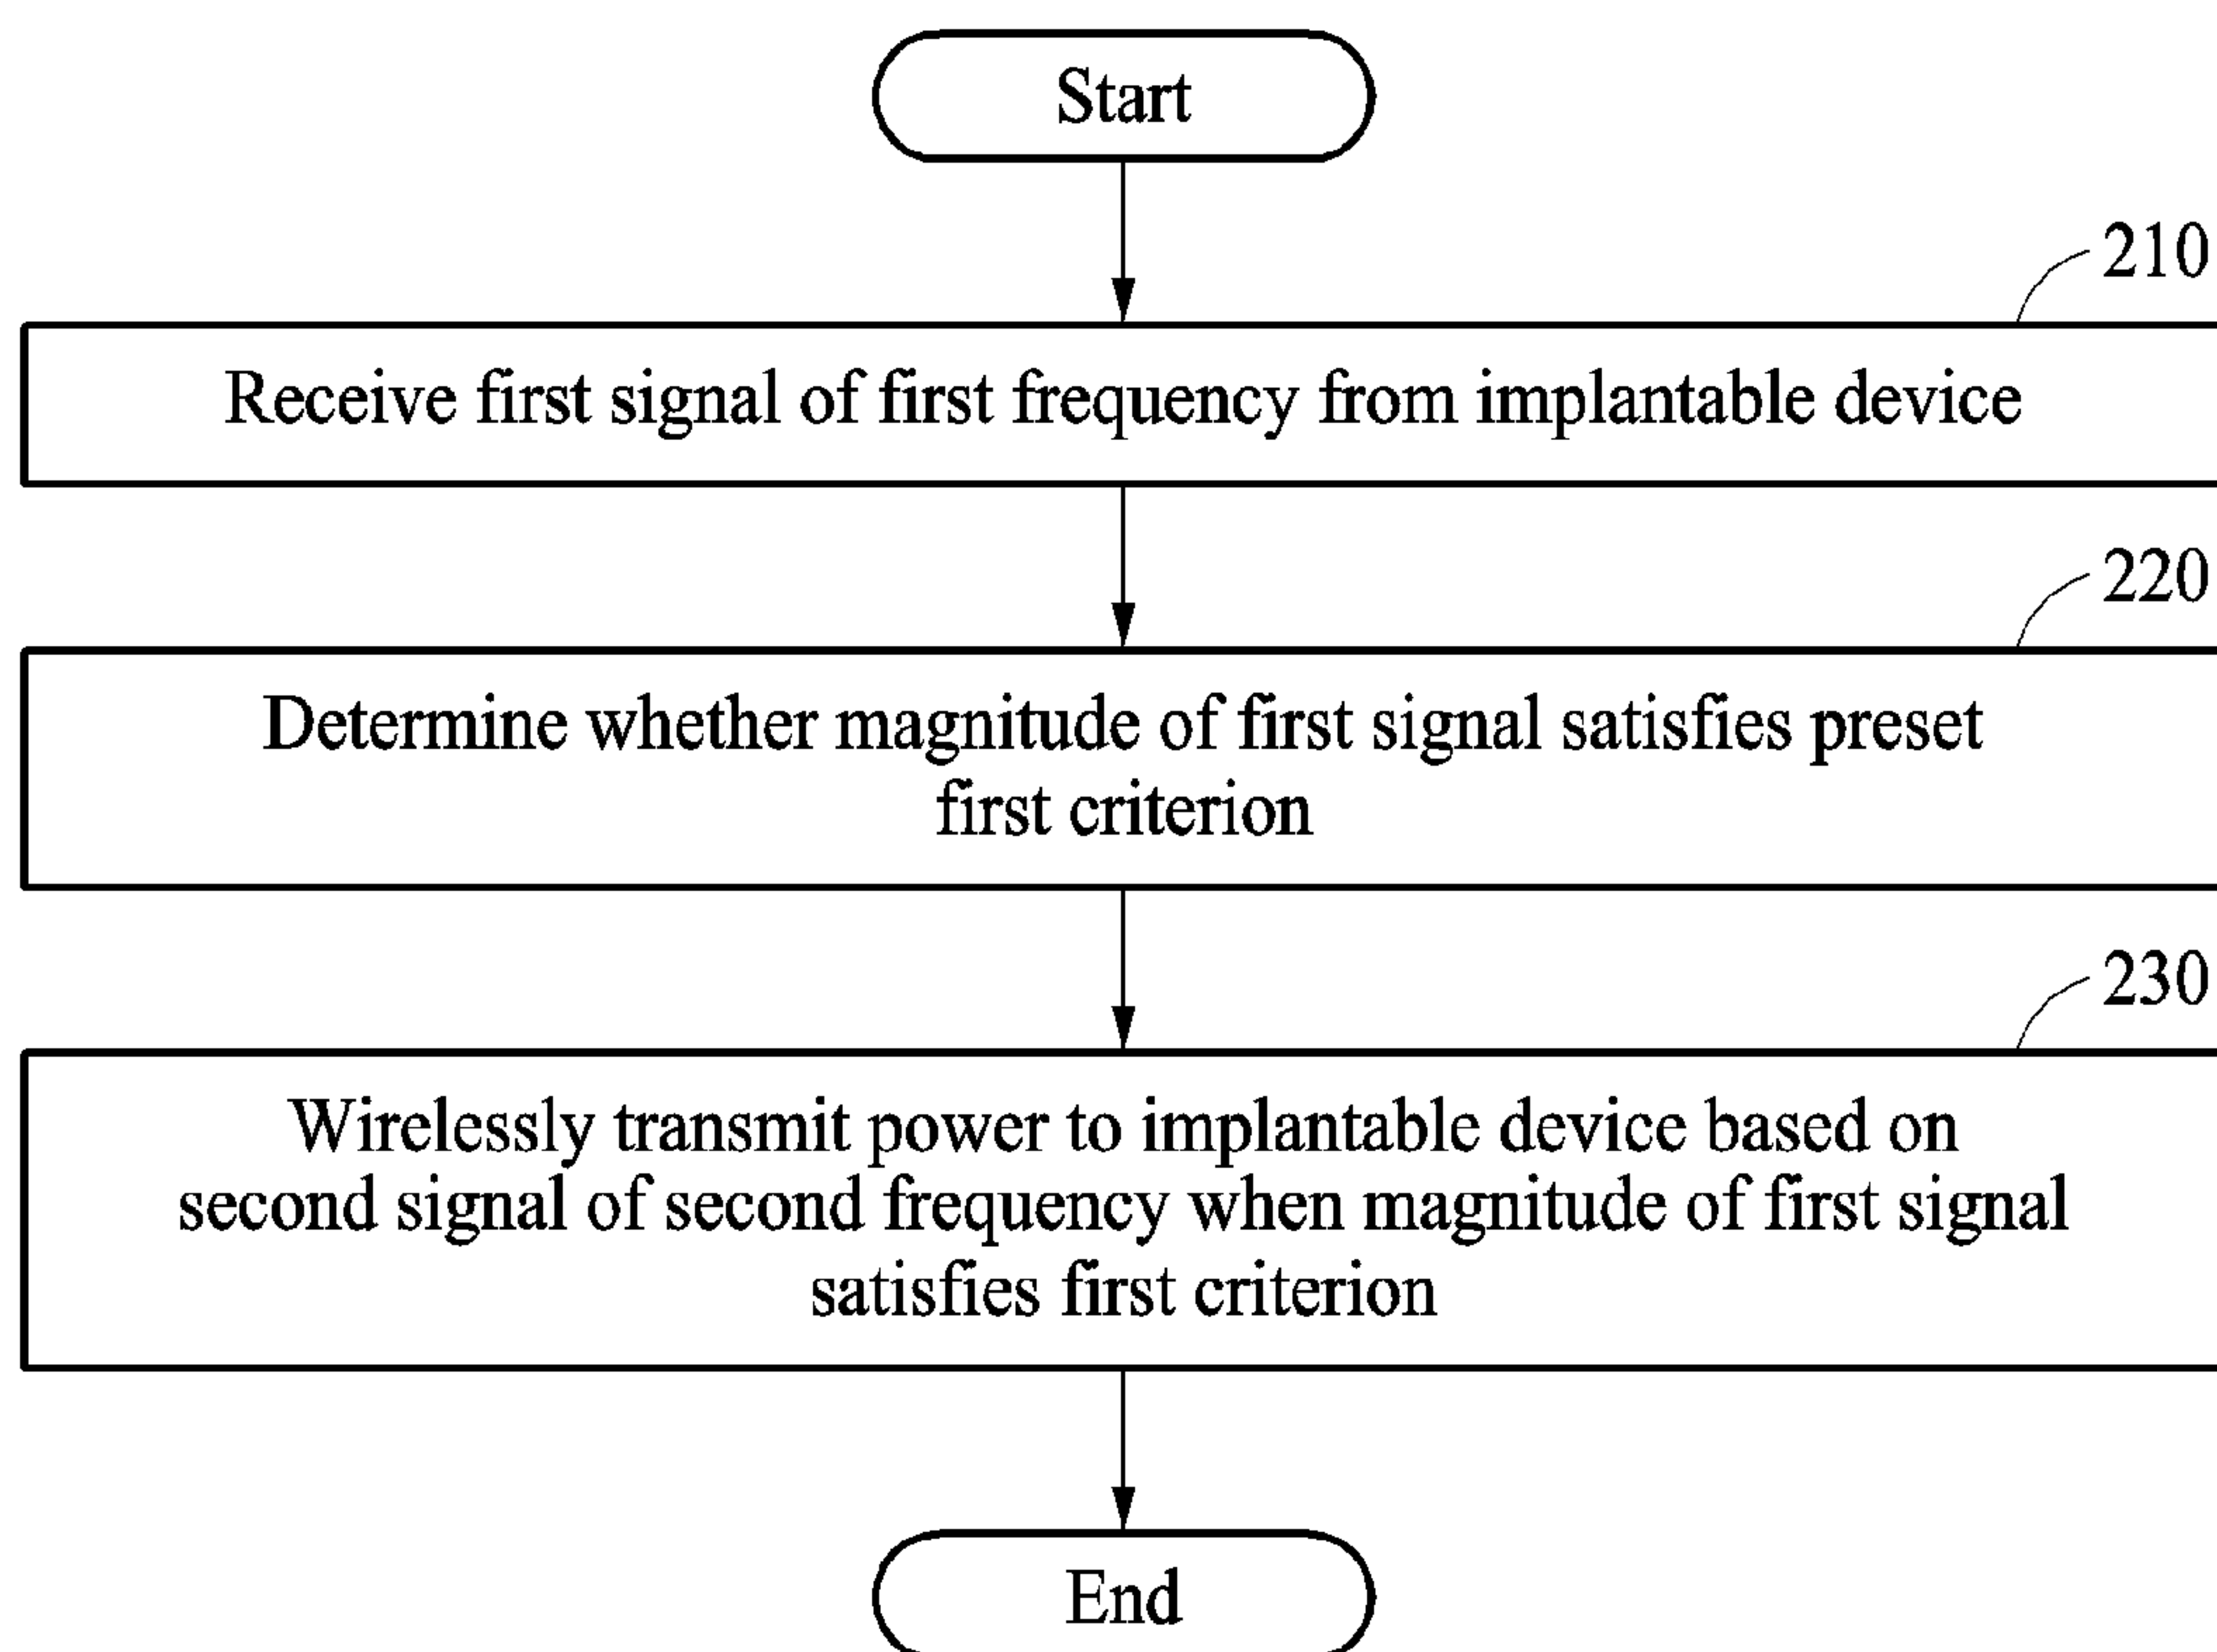 Start
210
Receive first signal of first frequency from implantable device
220
Determine whether magnitude of first signal satisfies preset
first criterion
230
Wirelessly transmit power to implantable device based on
second signal of second frequency when magnitude of first signal
satisfies first criterion
End